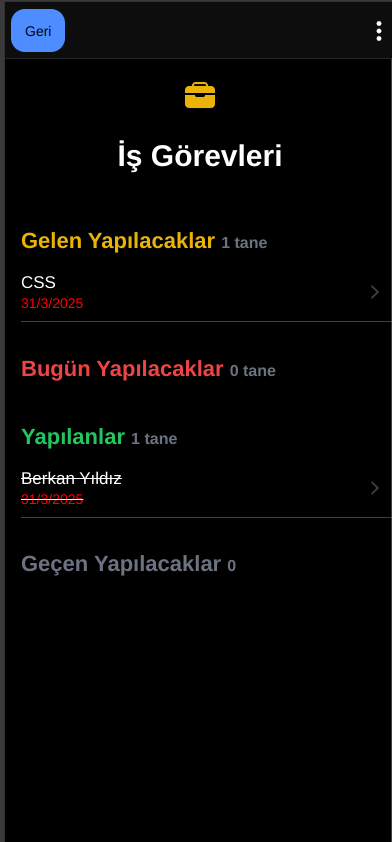 Geri
İş Görevleri
Gelen Yapılacaklar 1 tane
CSS
31/3/2025
Bugün Yapılacaklar 0 tane
Yapılanlar 1 tane
Berkan Yıldız
31/3/2025
Geçen Yapılacaklar 0